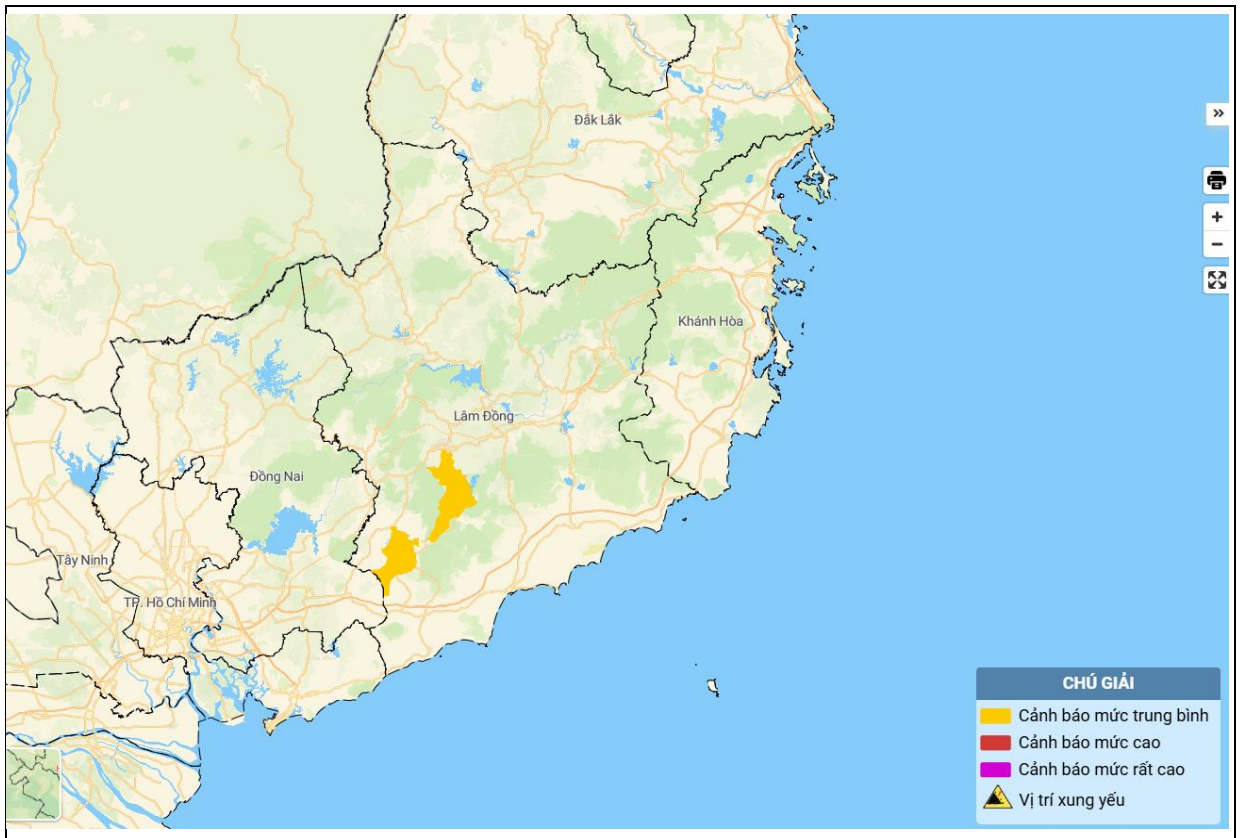 Đắk Lắk
Khánh Hòa
Lâm Đồng
Đồng Nai
Tây Ninh
TP. Hồ Chí Minh
CHÚ GIẢI
Cảnh báo mức trung bình
Cảnh báo mức cao
Cảnh báo mức rất cao
Vị trí xung yếu